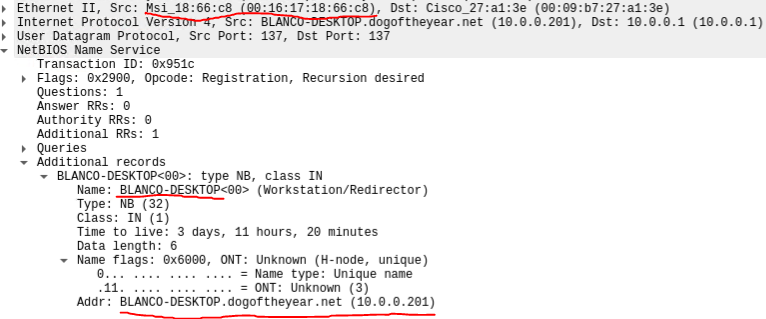 Ethernet II, Src: Msi_18:66:c8 (00:16:17:18:66:c8), Dst: Cisco_27:a1:3e (00:09:b7:27:a1:3e)
Internet Protocol Version 4, Src: BLANCO-DESKTOP.dogoftheyear.net (10.0.0.201), Dst: 10.0.0.1 (10.0.0.1)
User Datagram Protocol, Src Port: 137, Dst Port: 137
NetBIOS Name Service
Transaction ID: 0x951c
Flags: 0x2900, Opcode: Registration, Recursion desired
Questions: 1
Answer RRs: 0
Authority RRs: 0
Additional RRs: 1
Queries
Additional records
BLANCO-DESKTOP<00>: type NB, class IN
Name: BLANCO-DESKTOP<00> (Workstation/Redirector)
Type: NB (32)
Class: IN (1)
Time to live: 3 days, 11 hours, 20 minutes
Data length: 6
Name flags: 0x6000, ONT: Unknown (H-node, unique)
0... .... .... .... = Name type: Unique name
.11. .... .... .... = ONT: Unknown (3)
Addr: BLANCO-DESKTOP.dogoftheyear.net (10.0.0.201)